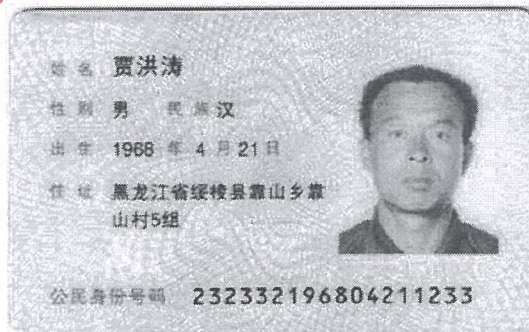 姓名 贾洪涛
性别 男 民族 汉
出生 1968 年 4 月 21 日
住址 黑龙江省绥棱县靠山乡靠
山村5组
公民身份号码 232332196804211233